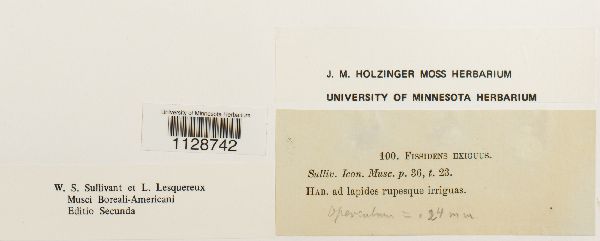 J. M. HOLZINGER MOSS HERBARIUM
UNIVERSITY OF MINNESOTA HERBARIUM
University of Minnesota Herbarium
1128742
100. FISSIDENS EXIGUUS.
Sulliv. Icon. Musc. p. 36, t. 23.
HAB. ad lapides rupesque irriguas.
Operculum = .24 mm
W. S. Sullivant et L. Lesquereux
Musci Boreali-Americani
Editio Secunda